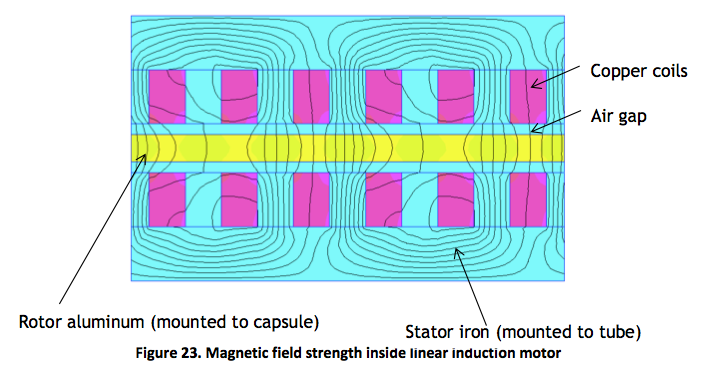 Copper coils
Air gap
Rotor aluminum (mounted to capsule)
Stator iron (mounted to tube)
Figure 23. Magnetic field strength inside linear induction motor